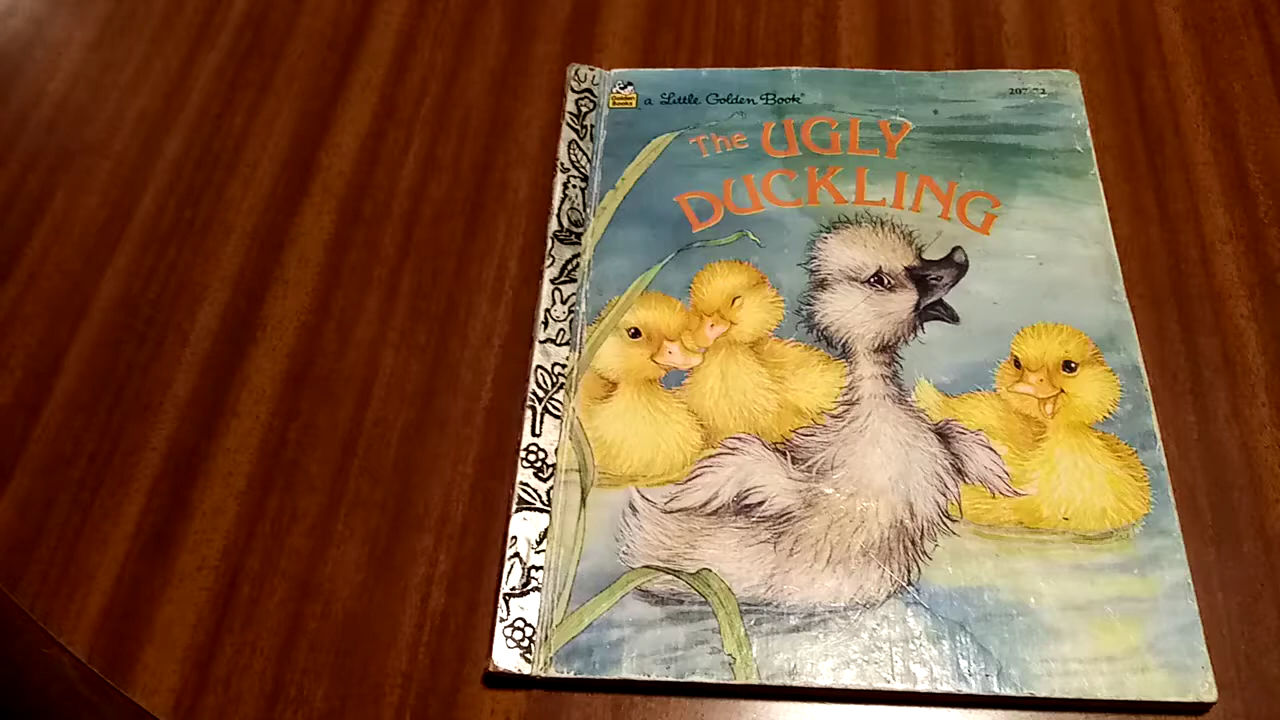 Golden
Books
a Little Golden Book®
The UGLY
DUCKLING